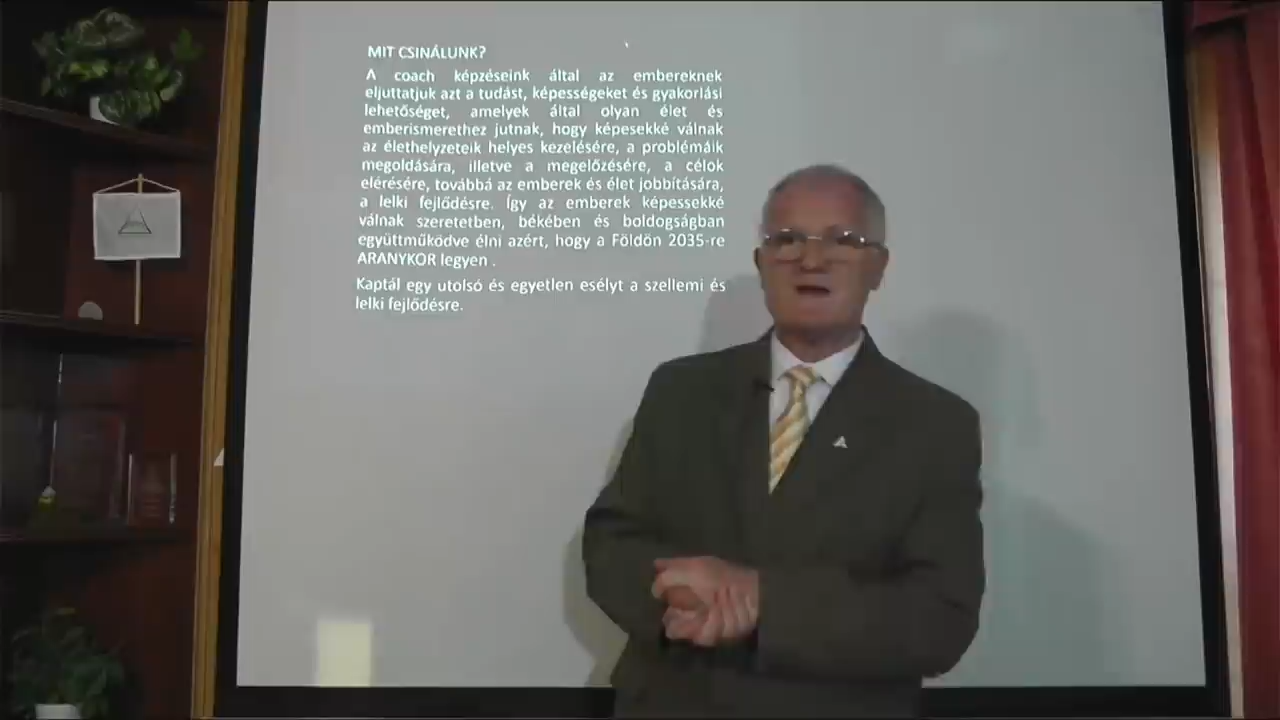 MIT CSINÁLUNK?
A coach képzéseink által az embereknek
eljuttatjuk azt a tudást, képességeket és gyakorlási
lehetőséget, amelyek által olyan élet és
emberismerethez jutnak, hogy képesekké válnak
az élethelyzeteik helyes kezelésére, a problémáik
megoldására, illetve a megelőzésére, a célok
elérésére, továbbá az emberek és élet jobbítására,
a lelki fejlődésre. Így az emberek képessekké
válnak szeretetben, békében és boldogságban
együttműködve élni azért, hogy a Földön 2035-re
ARANYKOR legyen .
Kaptál egy utolsó és egyetlen esélyt a szellemi és
lelki fejlődésre.